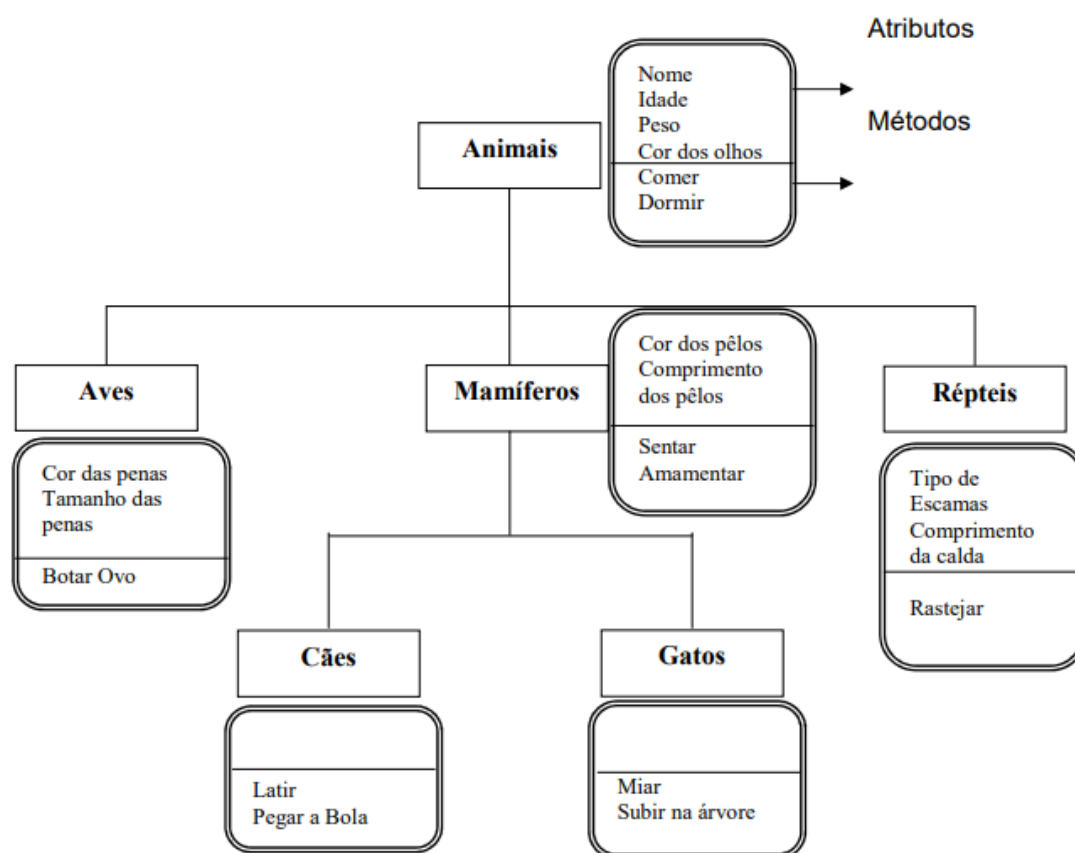 Atributos
Nome
Idade
Peso
Cor dos olhos
Métodos
Animais
Comer
Dormir
Cor dos pêlos
Comprimento
dos pêlos
Aves
Mamíferos
Répteis
Sentar
Amamentar
Cor das penas
Tamanho das
penas
Tipo de
Escamas
Comprimento
da calda
Botar Ovo
Rastejar
Cães
Gatos
Latir
Pegar a Bola
Miar
Subir na árvore